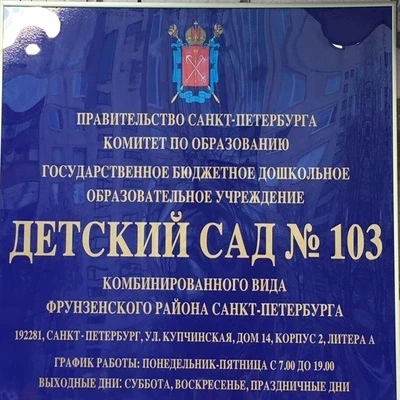 ПРАВИТЕЛЬСТВО САНКТ-ПЕТЕРБУРГА
КОМИТЕТ ПО ОБРАЗОВАНИЮ
ГОСУДАРСТВЕННОЕ БЮДЖЕТНОЕ ДОШКОЛЬНОЕ
ОБРАЗОВАТЕЛЬНОЕ УЧРЕЖДЕНИЕ
ДЕТСКИЙ САД № 103
КОМБИНИРОВАННОГО ВИДА
ФРУНЗЕНСКОГО РАЙОНА САНКТ-ПЕТЕРБУРГА
192281, САНКТ - ПЕТЕРБУРГ, УЛ. КУПЧИНСКАЯ, ДОМ 14, КОРПУС 2, ЛИТЕРА А
ГРАФИК РАБОТЫ: ПОНЕДЕЛЬНИК-ПЯТНИЦА С 7.00 ДО 19.00
ВЫХОДНЫЕ ДНИ: СУББОТА, ВОСКРЕСЕНЬЕ, ПРАЗДНИЧНЫЕ ДНИ